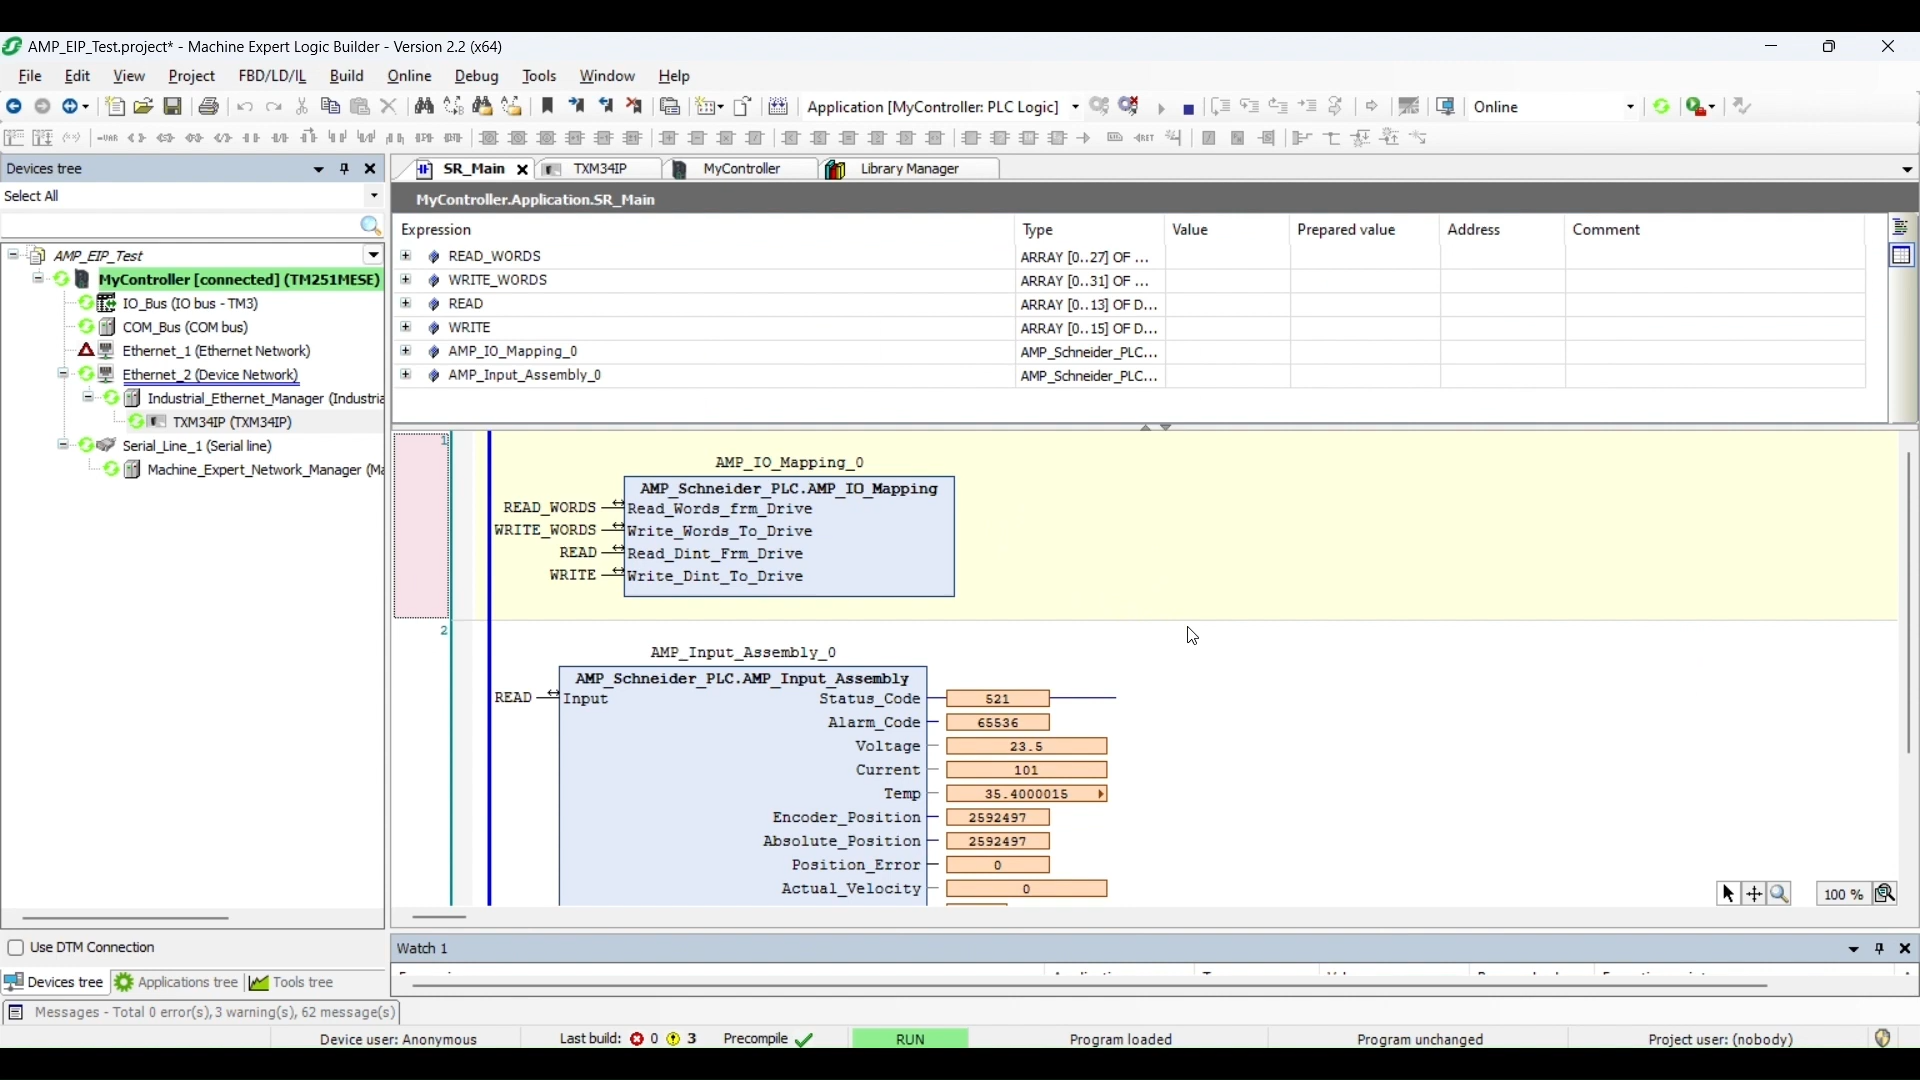 AMP_EIP_Test.project* - Machine Expert Logic Builder - Version 2.2 (x64)
File Edit View Project FBD/LD/IL Build Online Debug Tools Window Help
Application [MyController: PLC Logic] Online
Devices tree
Select All
AMP_EIP_Test
MyController [connected] (TM251MESE)
IO_Bus (IO bus - TM3)
COM_Bus (COM bus)
Ethernet_1 (Ethernet Network)
Ethernet_2 (Device Network)
Industrial_Ethernet_Manager (Industria
TXM34IP (TXM34IP)
Serial_Line_1 (Serial line)
Machine_Expert_Network_Manager (Ma
Use DTM Connection
Devices tree Applications tree Tools tree
SR_Main TXM34IP MyController Library Manager
MyController.Application.SR_Main
Expression Type Value Prepared value Address Comment
READ_WORDS ARRAY [0..27] OF ...
WRITE_WORDS ARRAY [0..31] OF ...
READ ARRAY [0..13] OF D...
WRITE ARRAY [0..15] OF D...
AMP_IO_Mapping_0 AMP_Schneider_PLC...
AMP_Input_Assembly_0 AMP_Schneider_PLC...
1
AMP_IO_Mapping_0
AMP_Schneider_PLC.AMP_IO_Mapping
READ_WORDS Read_Words_frm_Drive
WRITE_WORDS Write_Words_To_Drive
READ Read_Dint_Frm_Drive
WRITE Write_Dint_To_Drive
2
AMP_Input_Assembly_0
AMP_Schneider_PLC.AMP_Input_Assembly
READ Input Status_Code 521
Alarm_Code 65536
Voltage 23.5
Current 101
Temp 35.4000015
Encoder_Position 2592497
Absolute_Position 2592497
Position_Error 0
Actual_Velocity 0
100 %
Watch 1
Messages - Total 0 error(s), 3 warning(s), 62 message(s)
Device user: Anonymous Last build: 0 3 Precompile RUN Program loaded Program unchanged Project user: (nobody)